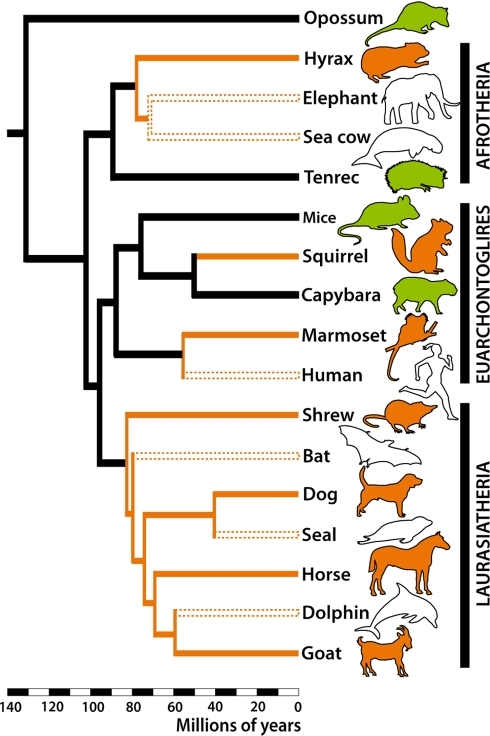 Opossum
Hyrax
Elephant
Sea cow
Tenrec
AFROTHERIA
Mice
Squirrel
Capybara
Marmoset
Human
EUARCHONTOGLIRES
Shrew
Bat
Dog
Seal
Horse
Dolphin
Goat
LAURASIATHERIA
140 120 100 80 60 40 20 0
Millions of years